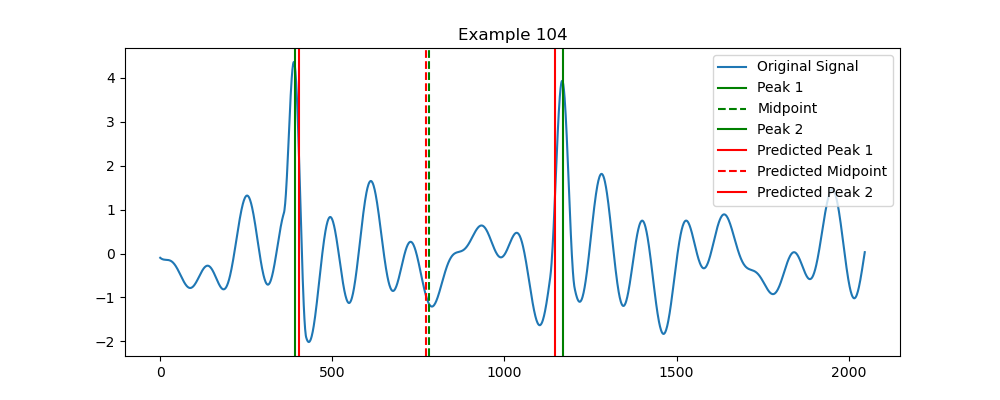 Example 104
4
3
2
1
0
−1
−2
0
500
1000
1500
2000
Original Signal
Peak 1
Midpoint
Peak 2
Predicted Peak 1
Predicted Midpoint
Predicted Peak 2